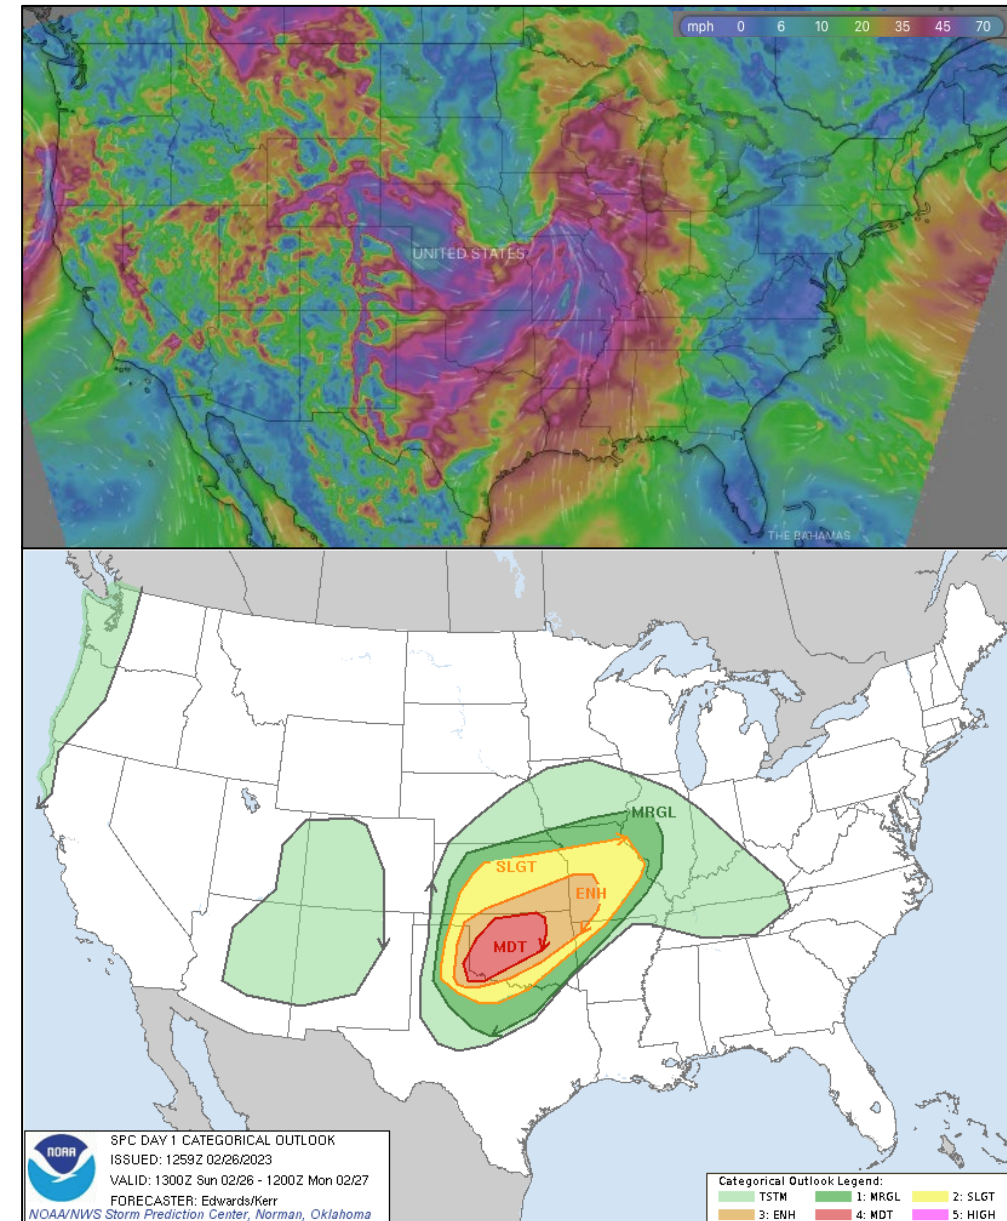 mph 0 6 10 20 35 45 70
UNITED STATES
THE BAHAMAS
MRGL
SLGT
ENH
MDT
NOAA
SPC DAY 1 CATEGORICAL OUTLOOK
ISSUED: 1259Z 02/26/2023
VALID: 1300Z Sun 02/26 - 1200Z Mon 02/27
FORECASTER: Edwards/Kerr
NOAA/NWS Storm Prediction Center, Norman, Oklahoma
Categorical Outlook Legend:
TSTM 1: MRGL 2: SLGT
3: ENH 4: MDT 5: HIGH